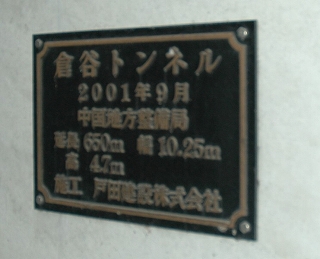 倉谷トンネル
2001年9月
中国地方整備局
延長 650m 幅 10.25m
高 4.7m
施工 戸田建設株式会社